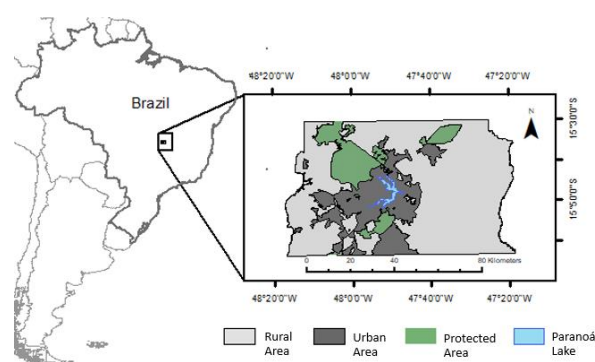 48°20'0"W 48°0'0"W 47°40'0"W 47°20'0"W
Brazil
N
15°30'0"S
15°50'0"S
0 20 40 80 Kilometers
48°20'0"W 48°0'0"W 47°40'0"W 47°20'0"W
Rural Area
Urban Area
Protected Area
Paranoá Lake